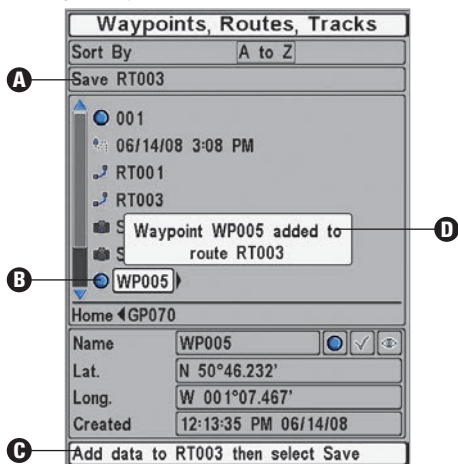 Waypoints, Routes, Tracks
Sort By A to Z
A Save RT003
001
06/14/08 3:08 PM
RT001
RT003
S Waypoint WP005 added to D
S route RT003
B WP005
Home GP070
Name WP005
Lat. N 50°46.232'
Long. W 001°07.467'
Created 12:13:35 PM 06/14/08
C Add data to RT003 then select Save